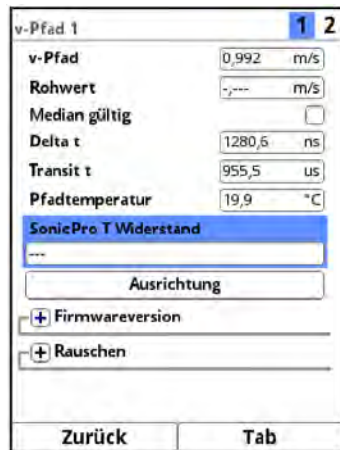 v-Pfad 1 1 2
v-Pfad 0,992 m/s
Rohwert -,--- m/s
Median gültig
Delta t 1280,6 ns
Transit t 955,5 us
Pfadtemperatur 19,9 °C
SonicPro T Widerstand
---
Ausrichtung
+ Firmwareversion
+ Rauschen
Zurück Tab